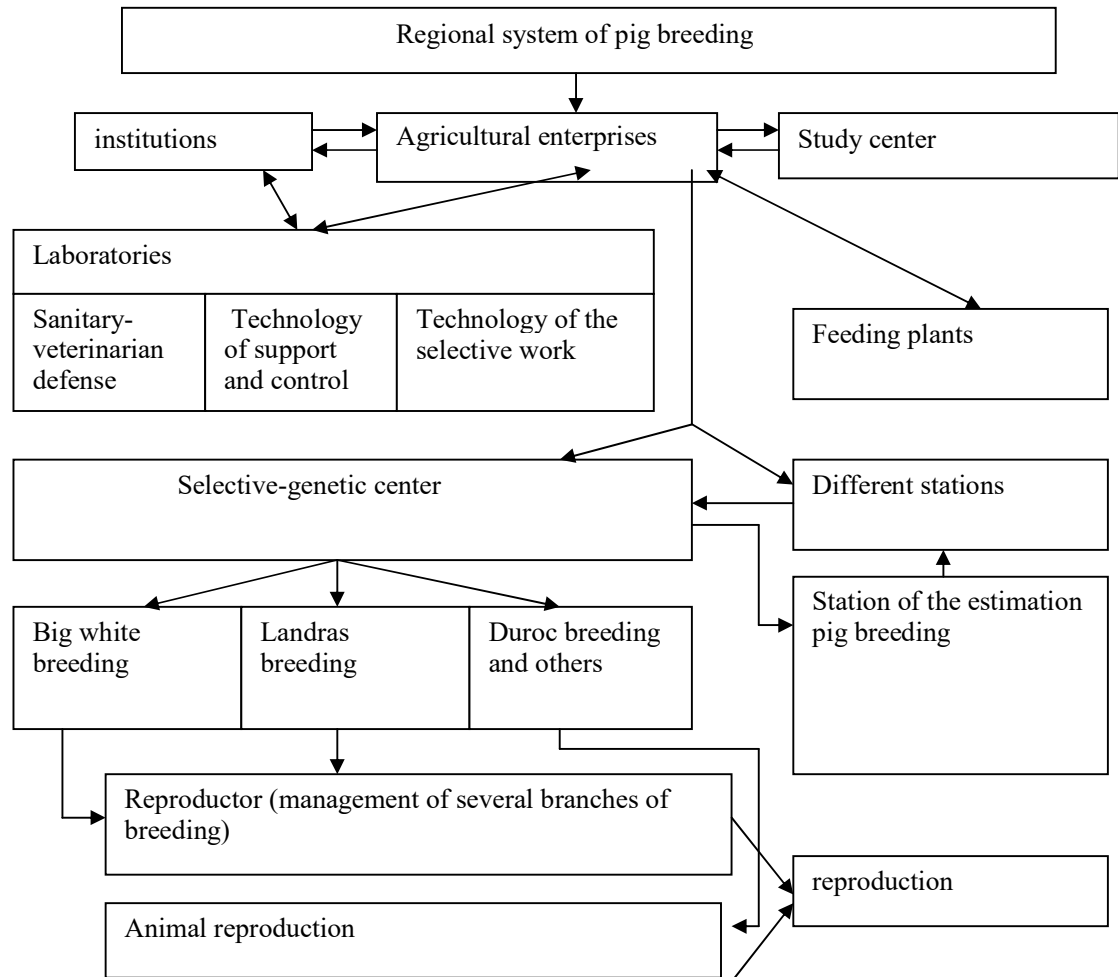 Regional system of pig breeding
institutions
Agricultural enterprises
Study center
Laboratories
Sanitary-
veterinarian
defense
Technology
of support
and control
Technology of the
selective work
Feeding plants
Selective-genetic center
Different stations
Station of the estimation
pig breeding
Big white
breeding
Landras
breeding
Duroc breeding
and others
Reproductor (management of several branches of
breeding)
reproduction
Animal reproduction